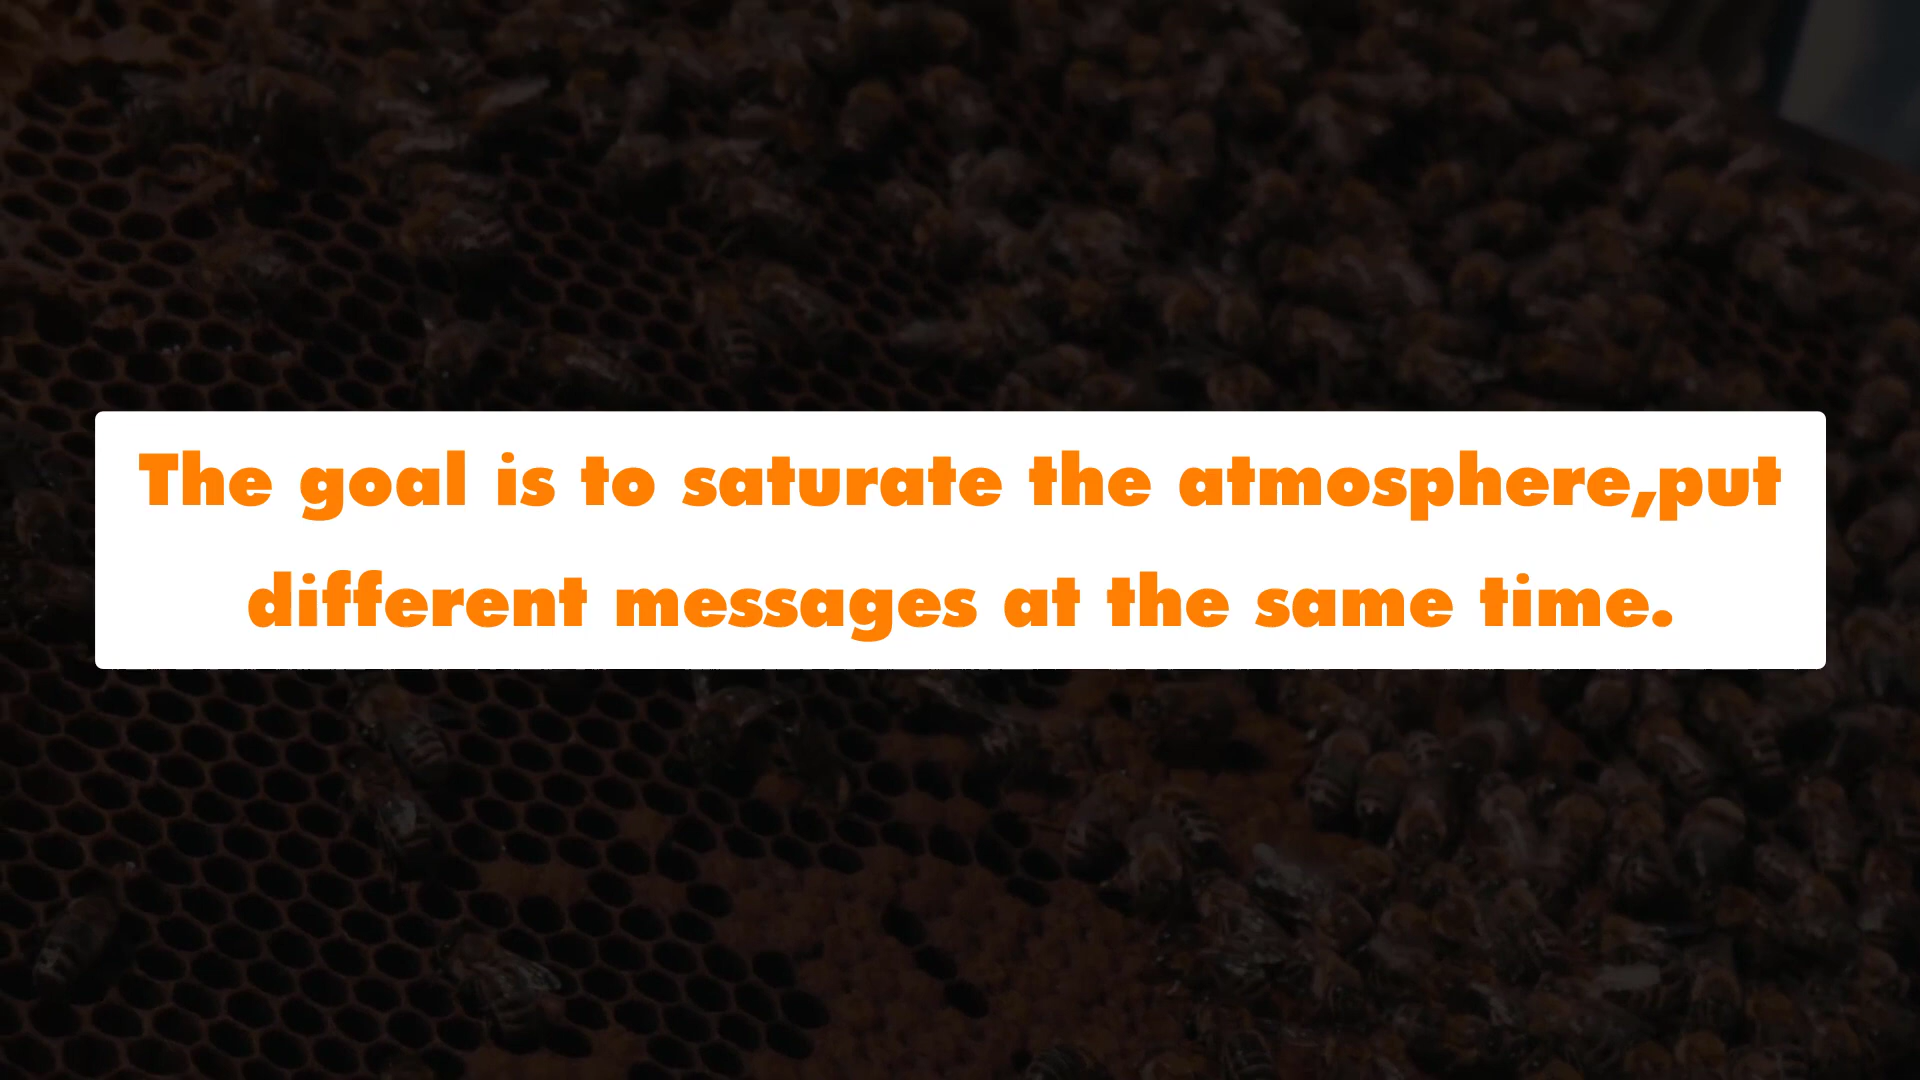 The goal is to saturate the atmosphere,put
different messages at the same time.